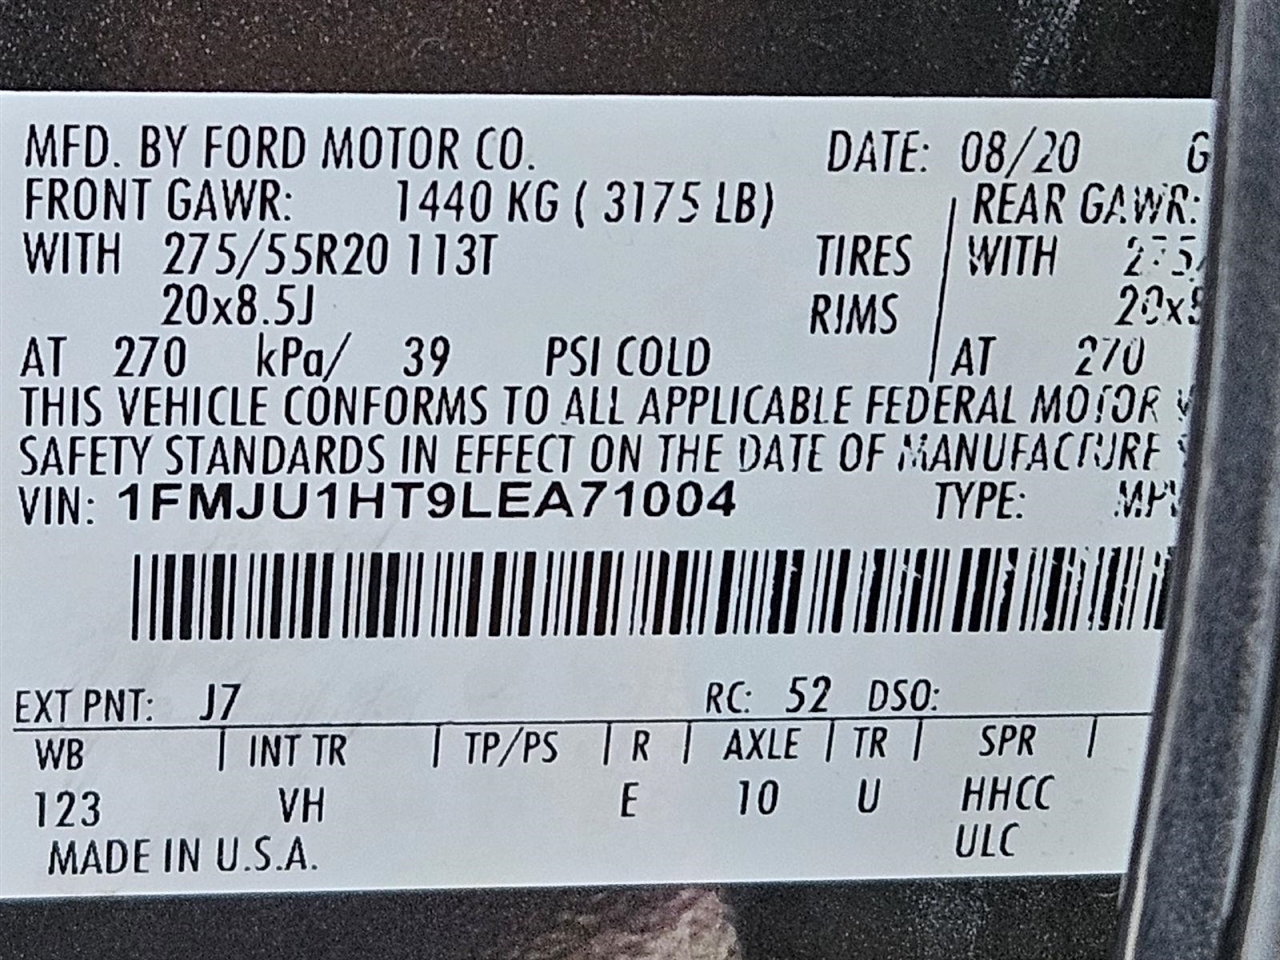 MFD. BY FORD MOTOR CO. DATE: 08/20 G
FRONT GAWR: 1440 KG ( 3175 LB) REAR GAWR:
WITH 275/55R20 113T TIRES WITH 275/
20x8.5J RIMS 20x8
AT 270 kPa/ 39 PSI COLD AT 270
THIS VEHICLE CONFORMS TO ALL APPLICABLE FEDERAL MOTOR
SAFETY STANDARDS IN EFFECT ON THE DATE OF MANUFACTURE
VIN: 1FMJU1HT9LEA71004 TYPE: MPV
EXT PNT: J7 RC: 52 DSO:
WB INT TR TP/PS R AXLE TR SPR
123 VH E 10 U HHCC
MADE IN U.S.A. ULC